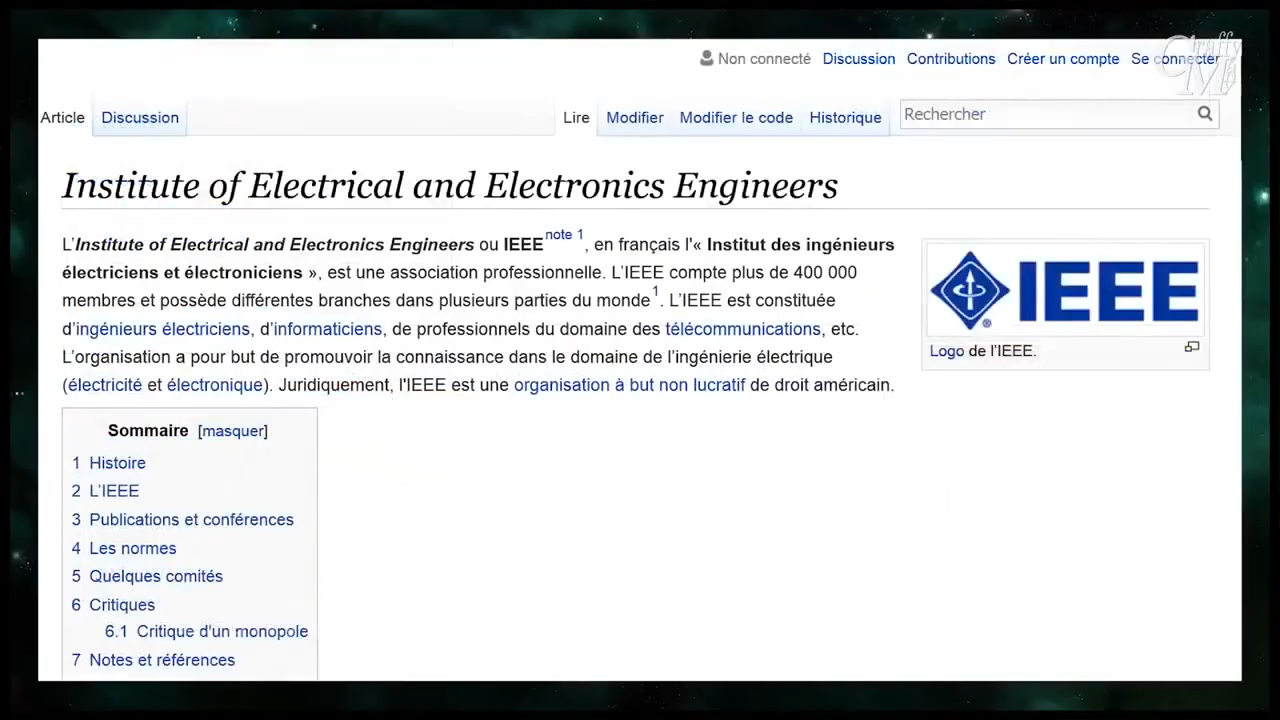 Non connecté Discussion Contributions Créer un compte Se connecter
Article Discussion Lire Modifier Modifier le code Historique Rechercher
Institute of Electrical and Electronics Engineers
L'Institute of Electrical and Electronics Engineers ou IEEE note 1, en français l'« Institut des ingénieurs
électriciens et électroniciens », est une association professionnelle. L'IEEE compte plus de 400 000
membres et possède différentes branches dans plusieurs parties du monde1. L'IEEE est constituée
d'ingénieurs électriciens, d'informaticiens, de professionnels du domaine des télécommunications, etc.
L'organisation a pour but de promouvoir la connaissance dans le domaine de l'ingénierie électrique
(électricité et électronique). Juridiquement, l'IEEE est une organisation à but non lucratif de droit américain.
IEEE
®
Logo de l'IEEE.
Sommaire [masquer]
1 Histoire
2 L'IEEE
3 Publications et conférences
4 Les normes
5 Quelques comités
6 Critiques
6.1 Critique d'un monopole
7 Notes et références